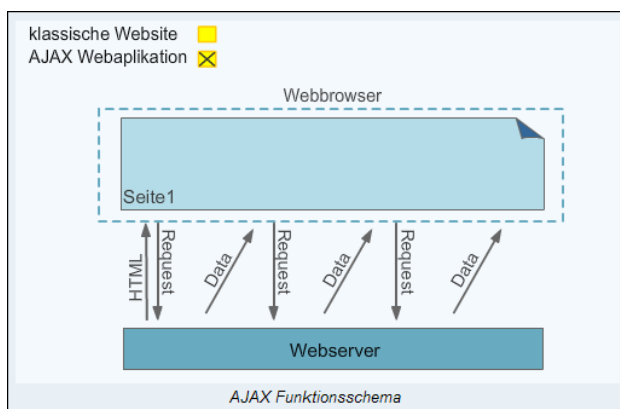 klassische Website
AJAX Webaplikation
Webbrowser
Seite1
HTML
Request
Data
Request
Data
Request
Data
Webserver
AJAX Funktionsschema